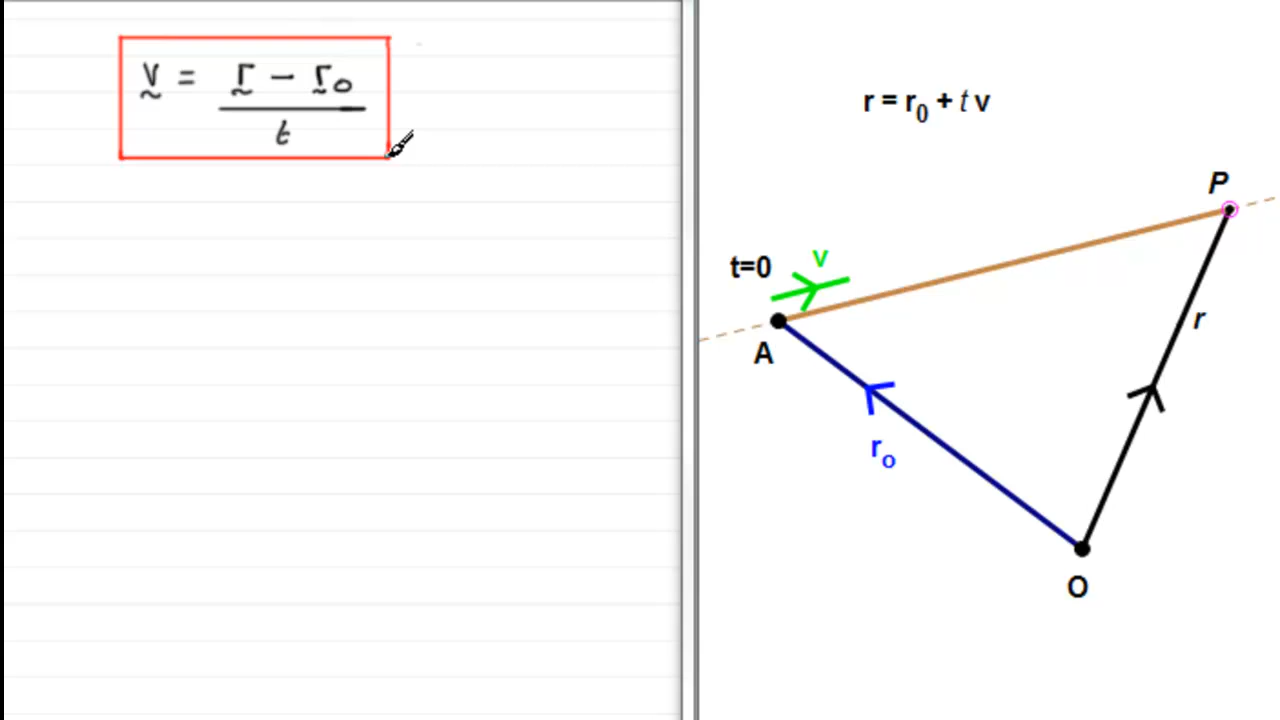 v = r - r₀
t
r = r₀ + t v
P
t=0
v
A
r
r₀
O